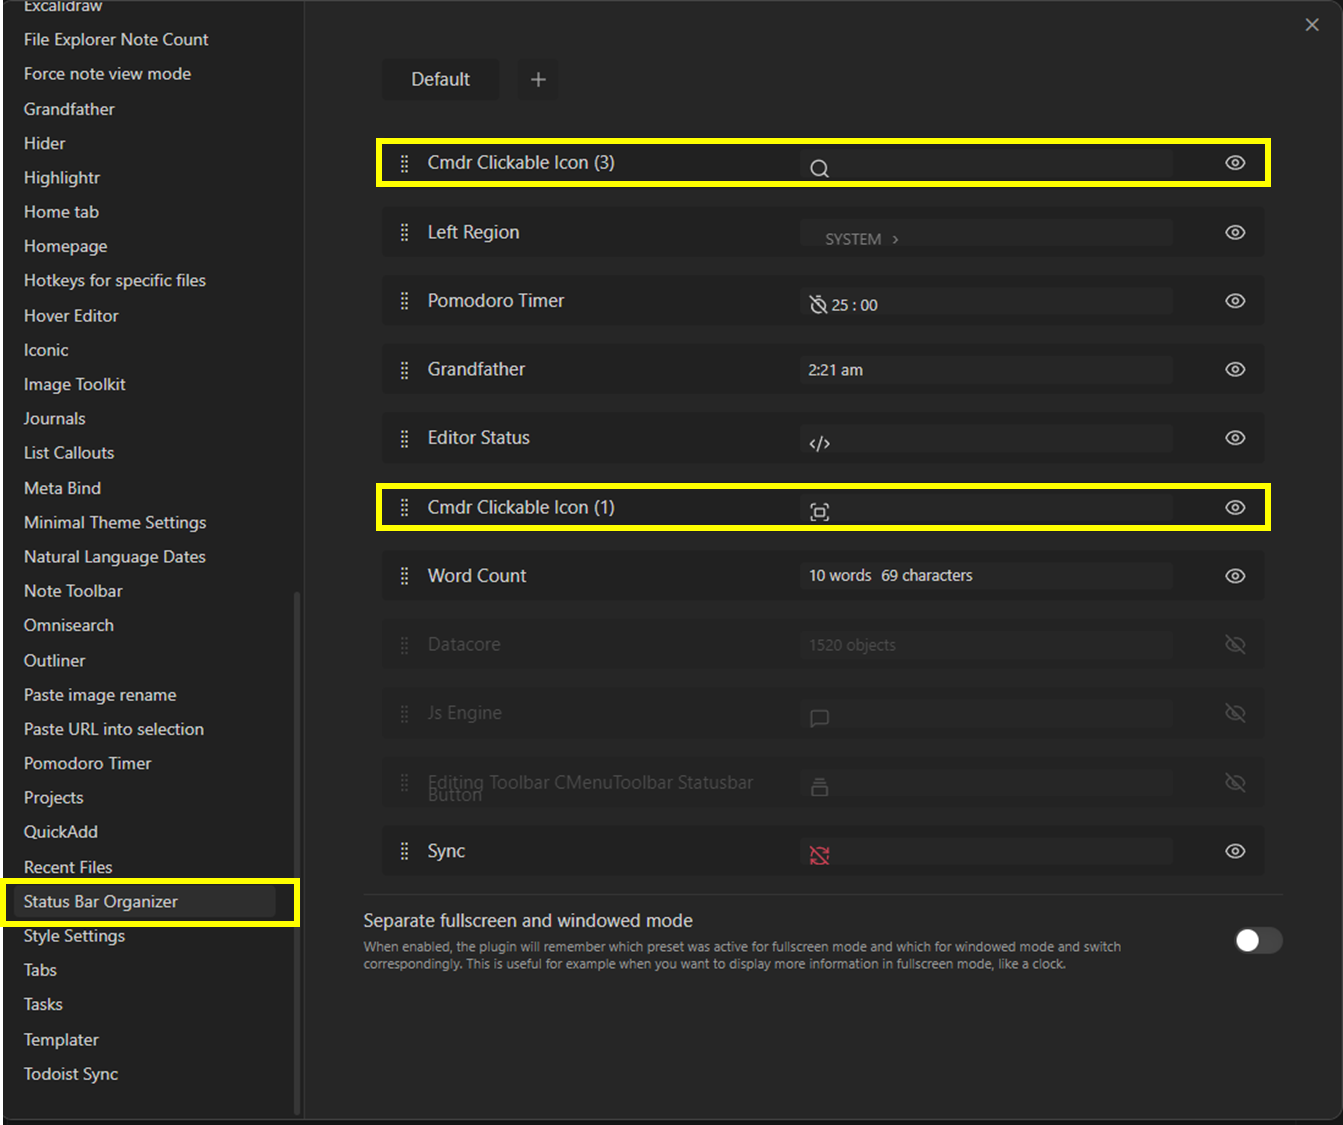 Excalidraw
File Explorer Note Count
Force note view mode
Grandfather
Hider
Highlightr
Home tab
Homepage
Hotkeys for specific files
Hover Editor
Iconic
Image Toolkit
Journals
List Callouts
Meta Bind
Minimal Theme Settings
Natural Language Dates
Note Toolbar
Omnisearch
Outliner
Paste image rename
Paste URL into selection
Pomodoro Timer
Projects
QuickAdd
Recent Files
Status Bar Organizer
Style Settings
Tabs
Tasks
Templater
Todoist Sync
Default
Cmdr Clickable Icon (3)
Left Region SYSTEM >
Pomodoro Timer 25 : 00
Grandfather 2:21 am
Editor Status
Cmdr Clickable Icon (1)
Word Count 10 words 69 characters
Datacore 1520 objects
Js Engine
Editing Toolbar CMenuToolbar Statusbar
Button
Sync
Separate fullscreen and windowed mode
When enabled, the plugin will remember which preset was active for fullscreen mode and which for windowed mode and switch
correspondingly. This is useful for example when you want to display more information in fullscreen mode, like a clock.